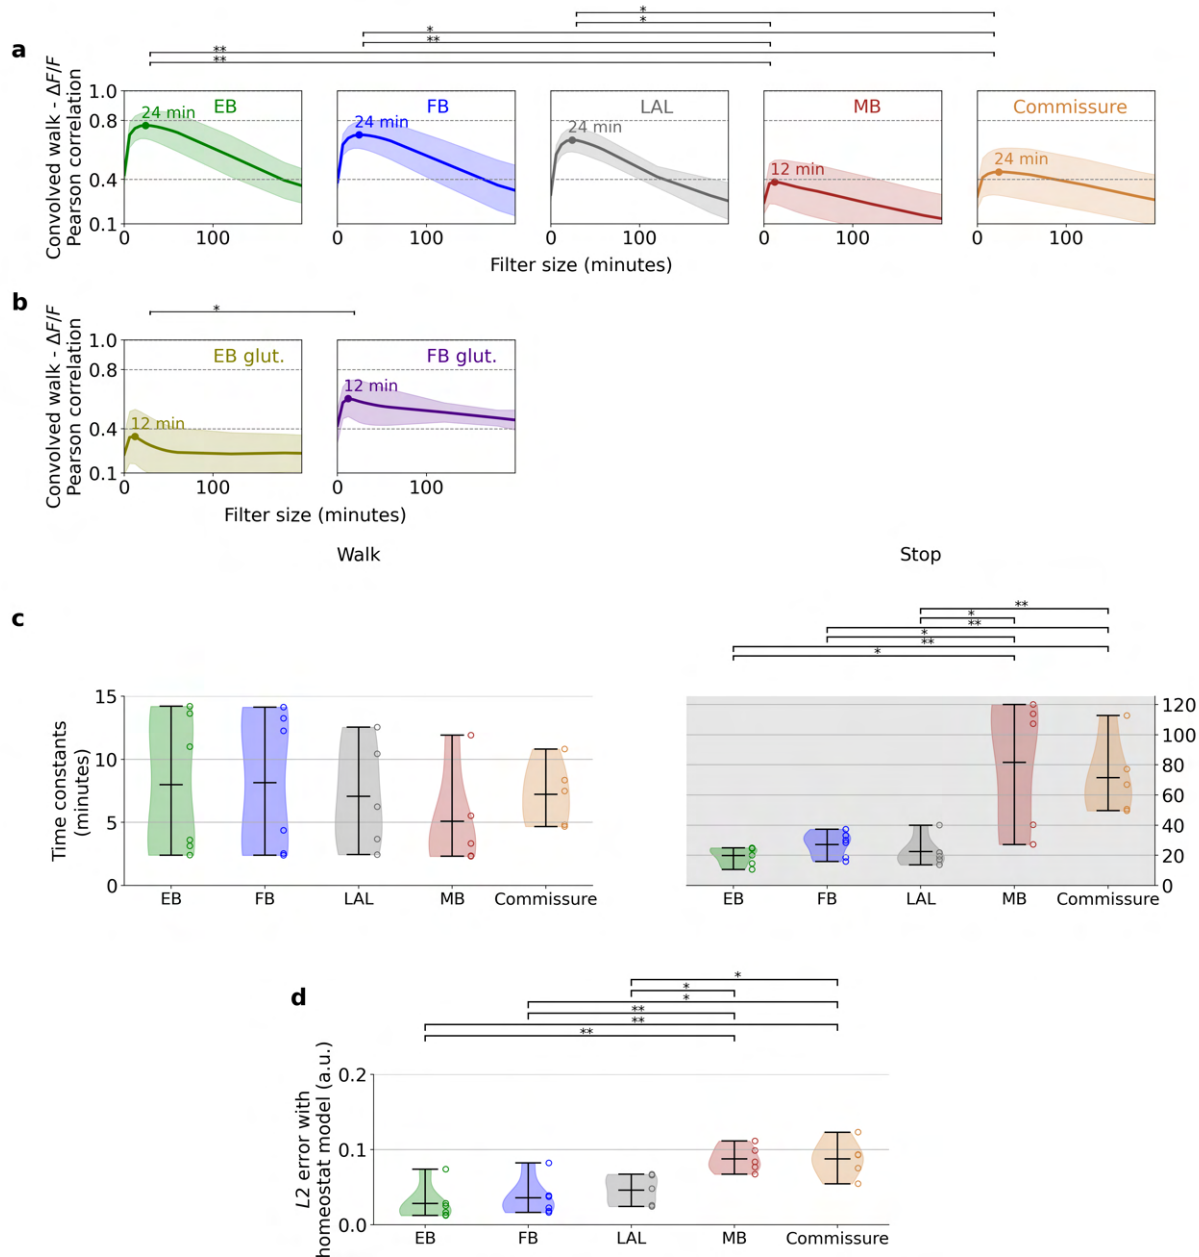 *
*
a
*
**
**
**
Convolved walk - ΔF/F
Pearson correlation
1.0
0.8
0.4
0.1
24 min
EB
0
100
24 min
FB
0
100
24 min
LAL
0
100
12 min
MB
0
100
24 min
Commissure
0
100
Filter size (minutes)
b
*
Convolved walk - ΔF/F
Pearson correlation
1.0
0.8
0.4
0.1
12 min
EB glut.
0
100
12 min
FB glut.
0
100
Filter size (minutes)
Walk
Stop
c
**
*
**
*
**
*
Time constants
(minutes)
15
10
5
0
EB
FB
LAL
MB
Commissure
120
100
80
60
40
20
0
EB
FB
LAL
MB
Commissure
d
*
*
*
**
**
**
L2 error with
homeostat model (a.u.)
0.2
0.1
0.0
EB
FB
LAL
MB
Commissure